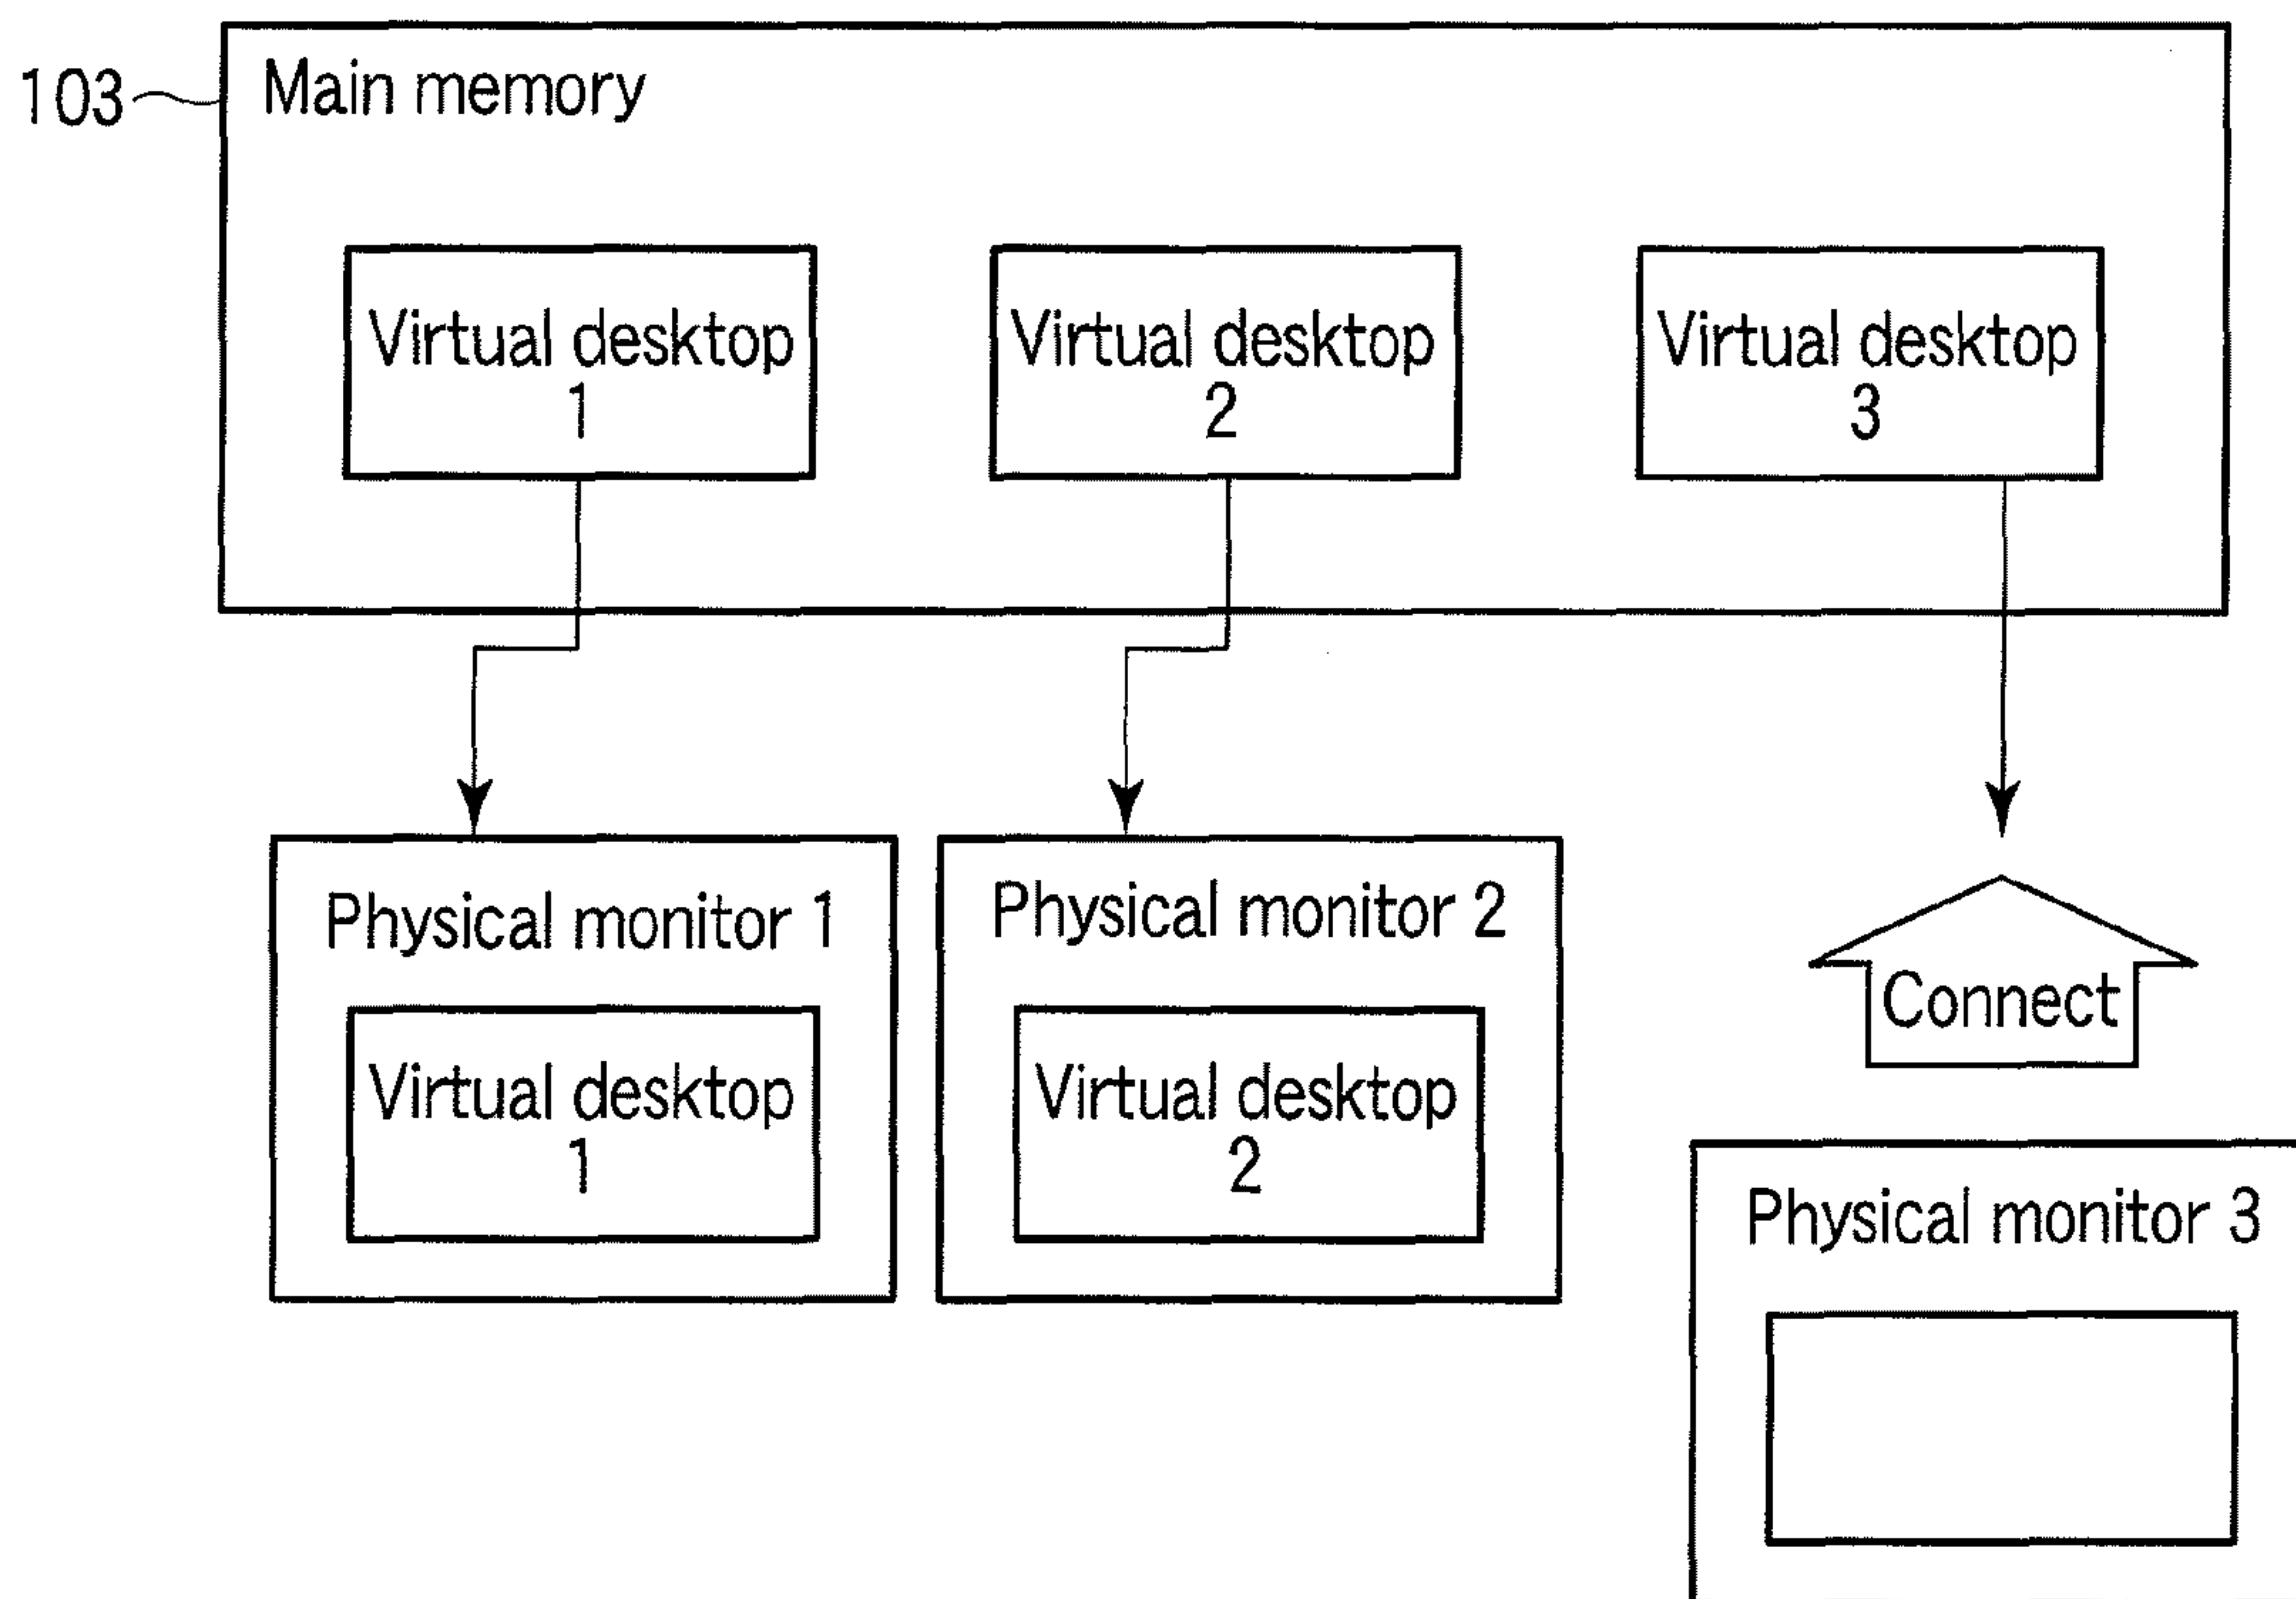 103
Main memory
Virtual desktop
1
Virtual desktop
2
Virtual desktop
3
Physical monitor 1
Virtual desktop
1
Physical monitor 2
Virtual desktop
2
Connect
Physical monitor 3